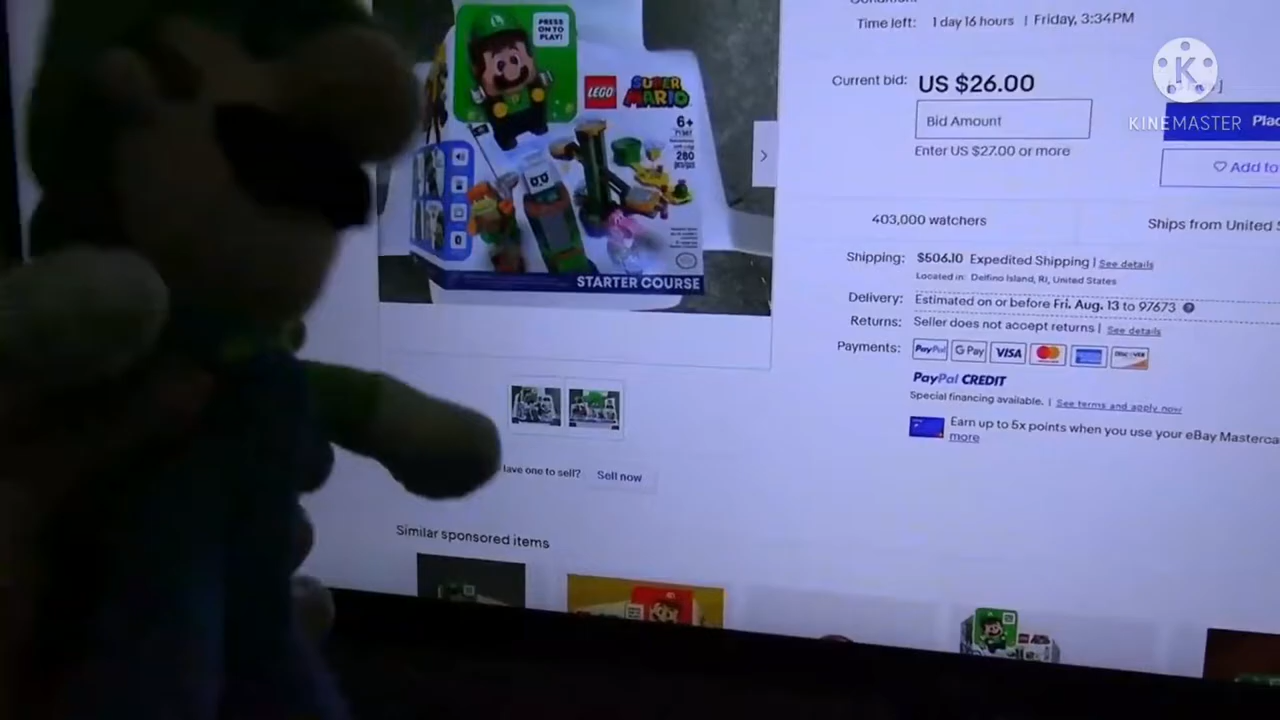 Time left: 1 day 16 hours | Friday, 3:34PM
Current bid: US $26.00
Bid Amount
Enter US $27.00 or more
403,000 watchers
Ships from United
Shipping: $506.10 Expedited Shipping | See details
Located in: Delfino Island, RI, United States
Delivery: Estimated on or before Fri. Aug. 13 to 97673
Returns: Seller does not accept returns | See details
Payments: PayPal G Pay VISA
DISCOVER
PayPal CREDIT
Special financing available. | See terms and apply now
Earn up to 5x points when you use your eBay Masterca
more
Add to
K
KINEMASTER
PRESS
ON TO
PLAY!
LEGO
SUPER
MARIO
6+
280
pcs/pzs
STARTER COURSE
ave one to sell? Sell now
Similar sponsored items